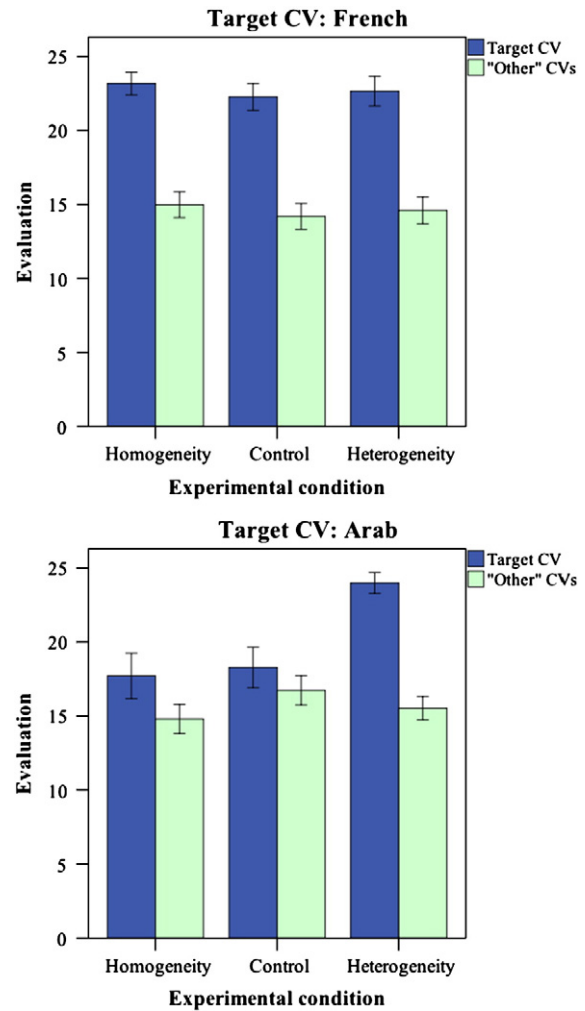 Target CV: French
Target CV
"Other" CVs
25
20
15
10
5
0
Evaluation
Homogeneity Control Heterogeneity
Experimental condition
Target CV: Arab
Target CV
"Other" CVs
25
20
15
10
5
0
Evaluation
Homogeneity Control Heterogeneity
Experimental condition